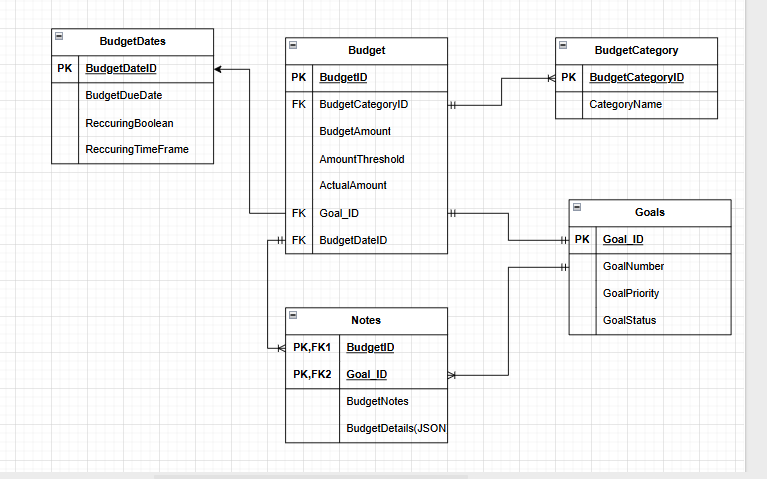 BudgetDates
PK BudgetDateID
BudgetDueDate
ReccuringBoolean
ReccuringTimeFrame
Budget
PK BudgetID
FK BudgetCategoryID
BudgetAmount
AmountThreshold
ActualAmount
FK Goal_ID
FK BudgetDateID
BudgetCategory
PK BudgetCategoryID
CategoryName
Goals
PK Goal_ID
GoalNumber
GoalPriority
GoalStatus
Notes
PK,FK1 BudgetID
PK,FK2 Goal_ID
BudgetNotes
BudgetDetails(JSON